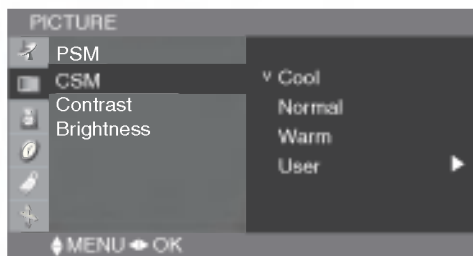 PICTURE
PSM
CSM
Contrast
Brightness
v Cool
Normal
Warm
User
MENU OK